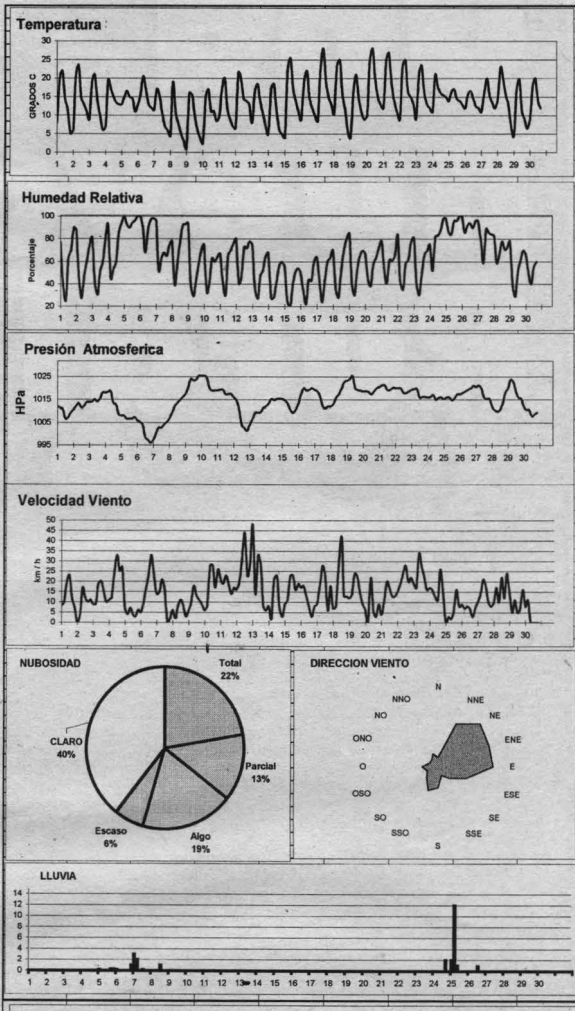 Temperatura
GRADOS C
30
25
20
15
10
5
0
1 2 3 4 5 6 7 8 9 10 11 12 13 14 15 16 17 18 19 20 21 22 23 24 25 26 27 28 29 30
Humedad Relativa
Porcentaje
100
80
60
40
20
1 2 3 4 5 6 7 8 9 10 11 12 13 14 15 16 17 18 19 20 21 22 23 24 25 26 27 28 29 30
Presión Atmosferica
HPa
1025
1015
1005
995
1 2 3 4 5 6 7 8 9 10 11 12 13 14 15 16 17 18 19 20 21 22 23 24 25 26 27 28 29 30
Velocidad Viento
km / h
50
45
40
35
30
25
20
15
10
5
0
1 2 3 4 5 6 7 8 9 10 11 12 13 14 15 16 17 18 19 20 21 22 23 24 25 26 27 28 29 30
NUBOSIDAD
Total
22%
CLARO
40%
Parcial
13%
Escaso
6%
Algo
19%
DIRECCION VIENTO
N
NNO NNE
NO NE
ONO ENE
O E
OSO ESE
SO SE
SSO SSE
S
LLUVIA
14
12
10
8
6
4
2
0
1 2 3 4 5 6 7 8 9 10 11 12 13 14 15 16 17 18 19 20 21 22 23 24 25 26 27 28 29 30